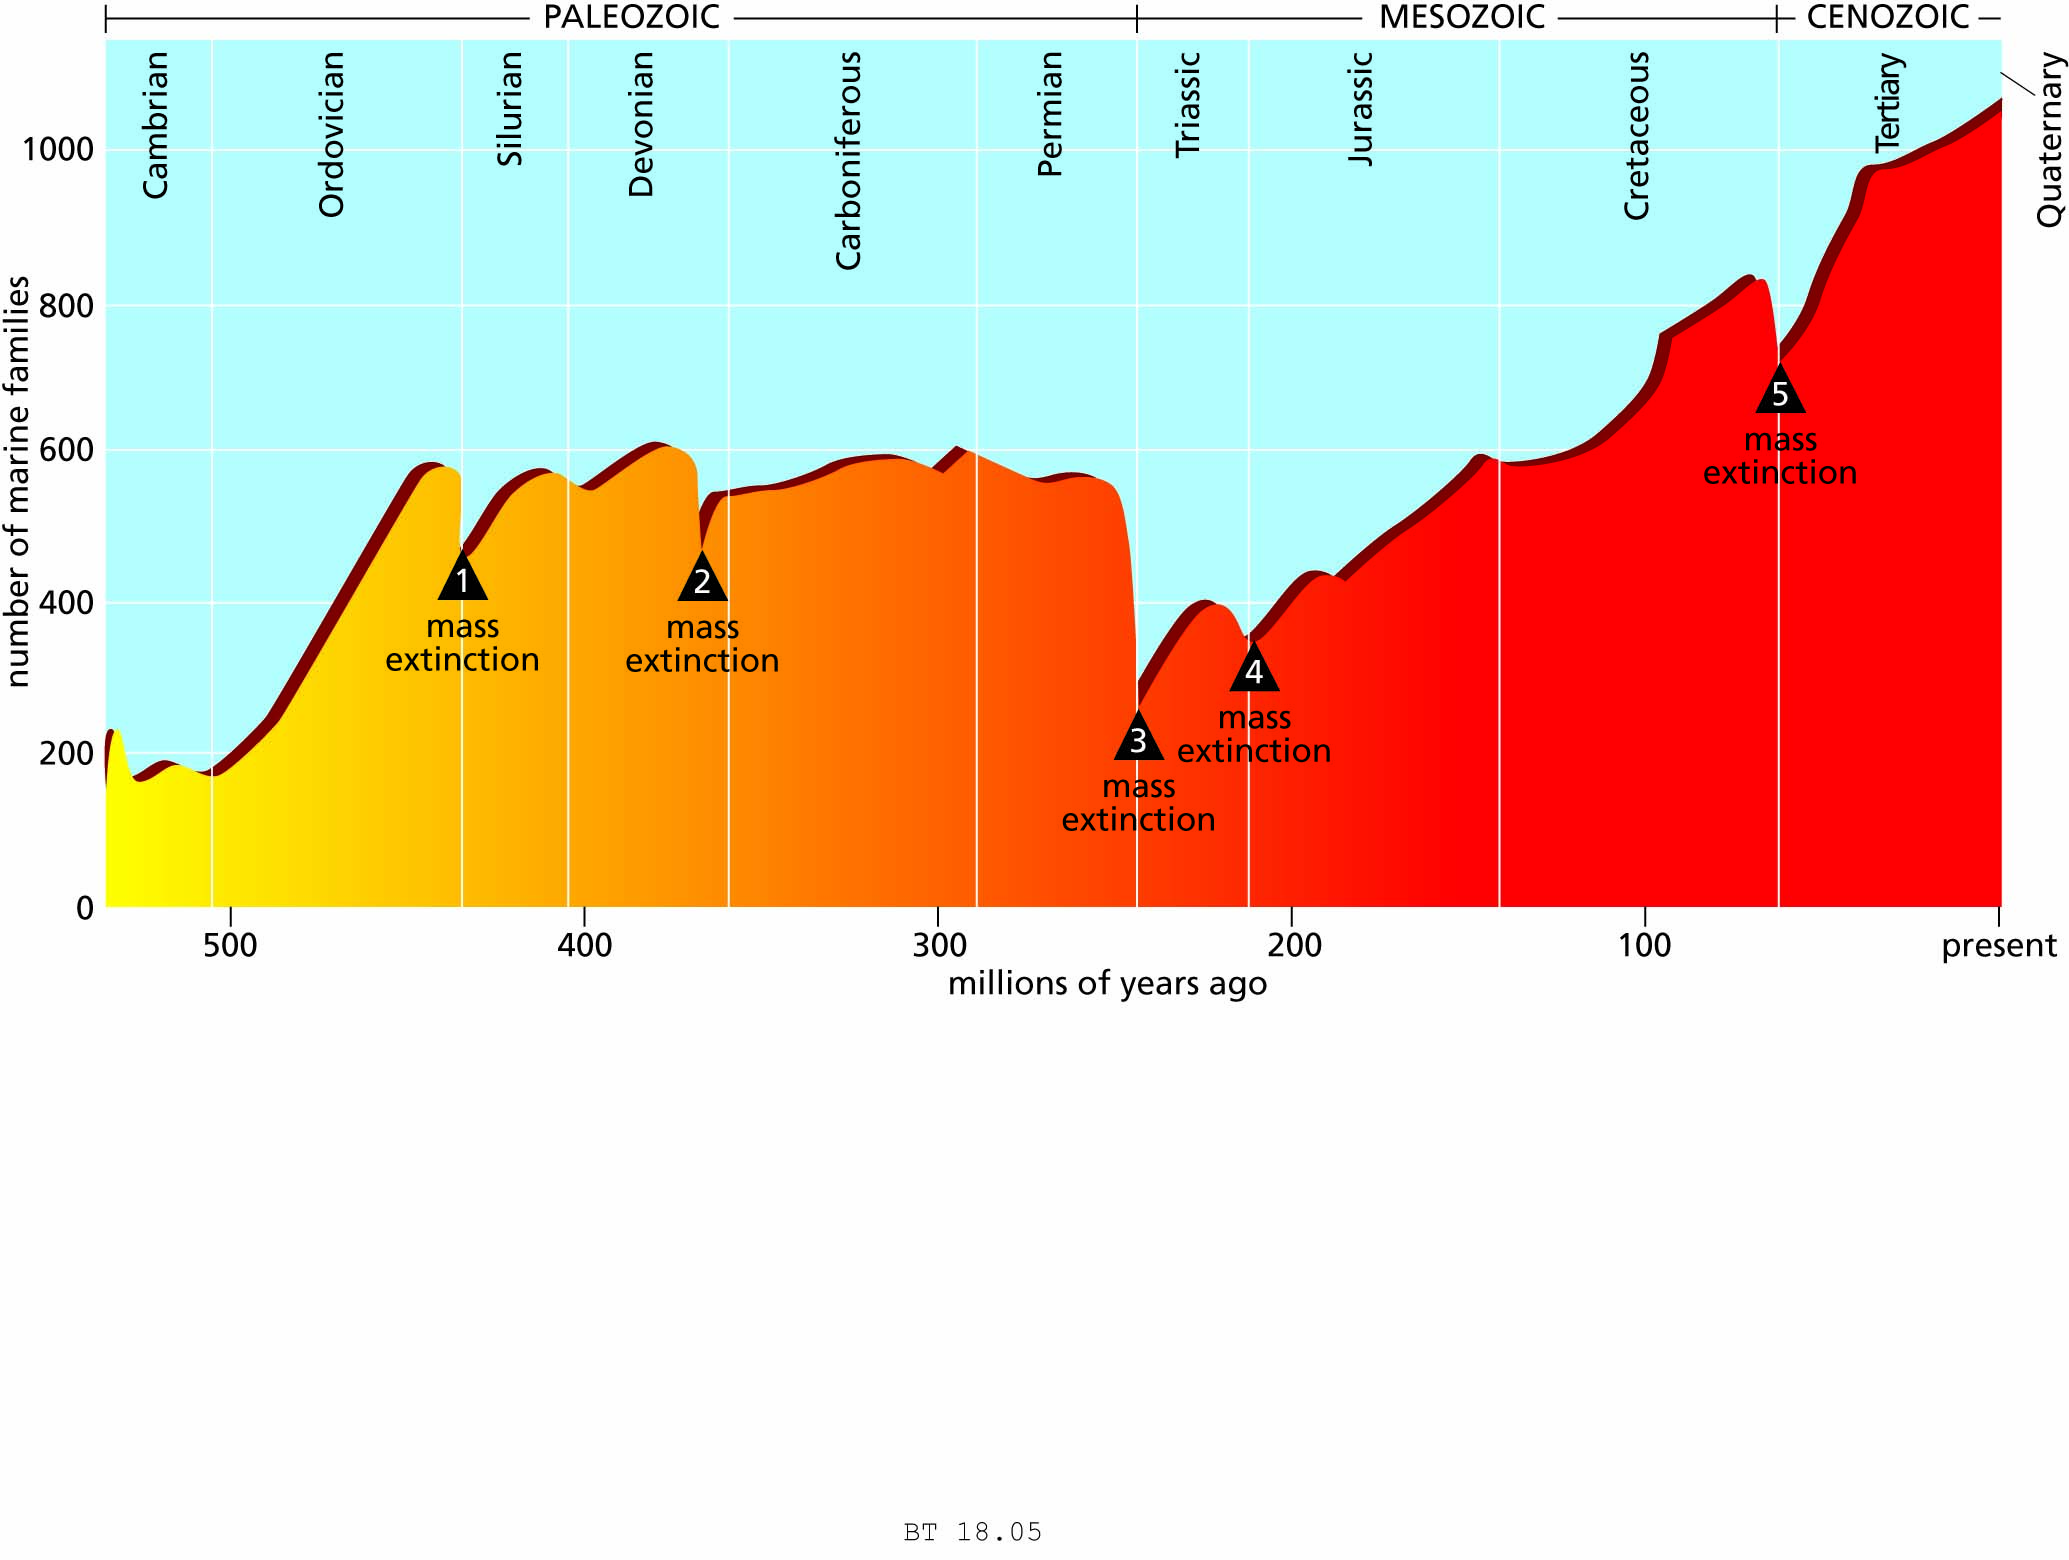 PALEOZOIC MESOZOIC CENOZOIC
Cambrian
Ordovician
Silurian
Devonian
Carboniferous
Permian
Triassic
Jurassic
Cretaceous
Tertiary
Quaternary
number of marine families
1000
800
600
400
200
0
1
mass
extinction
2
mass
extinction
3
mass
extinction
4
mass
extinction
5
mass
extinction
500 400 300 200 100 present
millions of years ago
BT 18.05